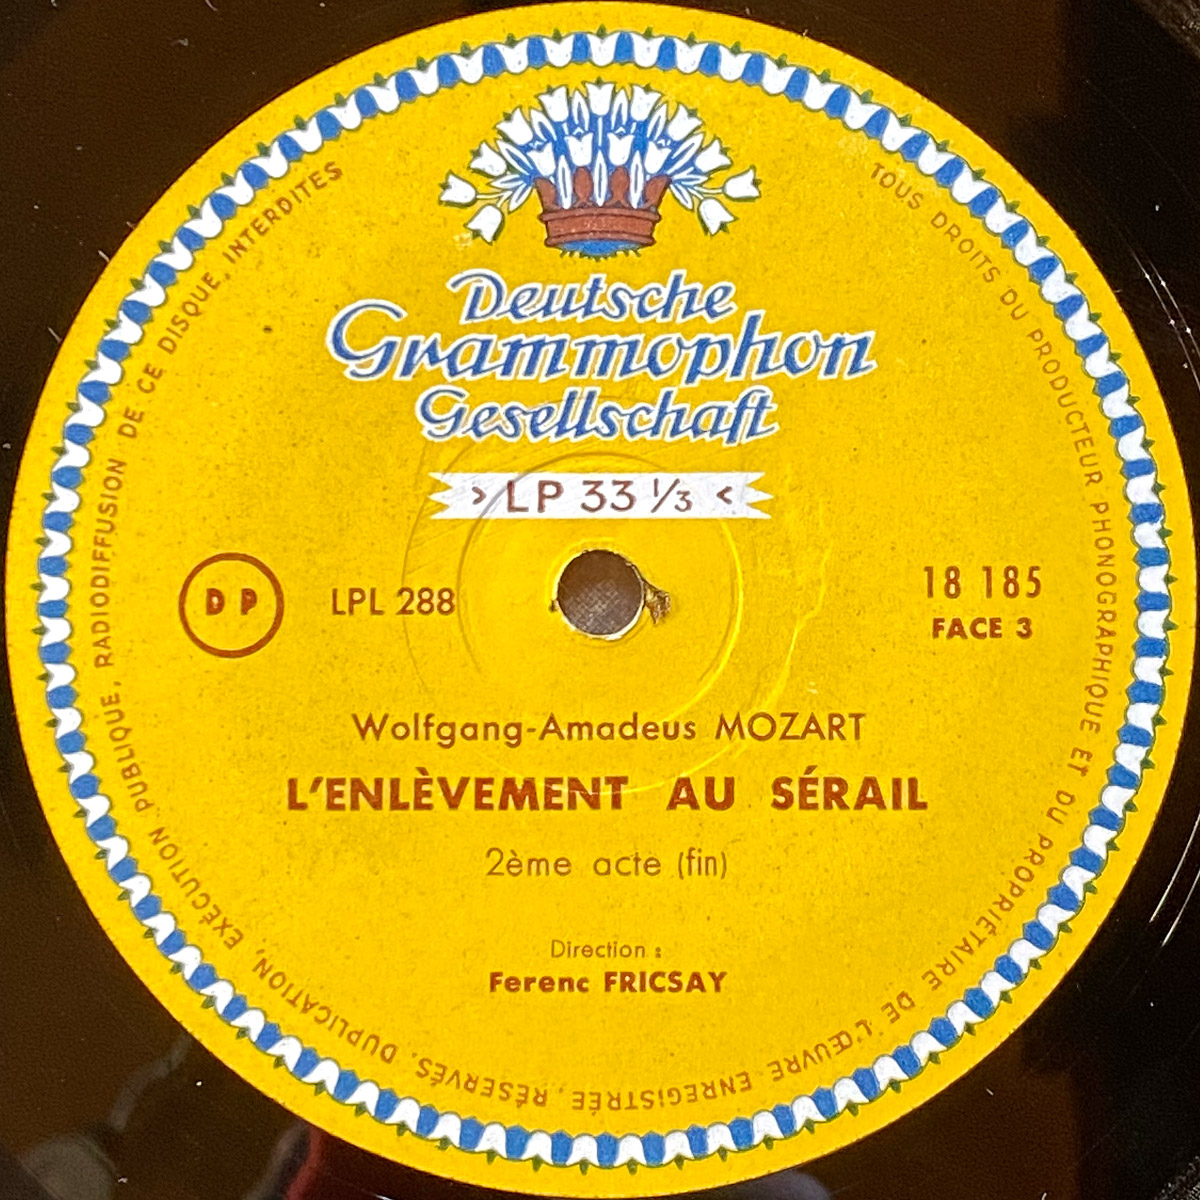 TOUS DROITS DU PRODUCTEUR PHONOGRAPHIQUE ET DU PROPRIÉTAIRE DE L'ŒUVRE ENREGISTRÉE, RÉSERVÉS. DUPLICATION, EXÉCUTION PUBLIQUE, RADIODIFFUSION DE CE DISQUE, INTERDITES
Deutsche
Grammophon
Gesellschaft
> LP 33 1/3 <
DP LPL 288 18 185
FACE 3
Wolfgang-Amadeus MOZART
L'ENLÈVEMENT AU SÉRAIL
2ème acte (fin)
Direction :
Ferenc FRICSAY